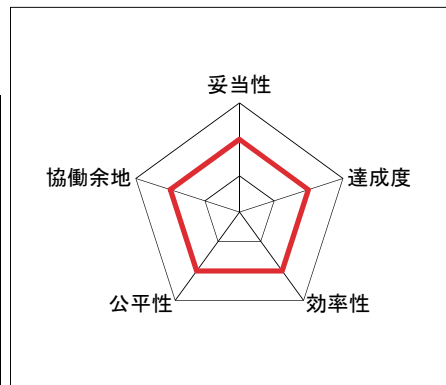 妥当性
協働余地
達成度
公平性
効率性